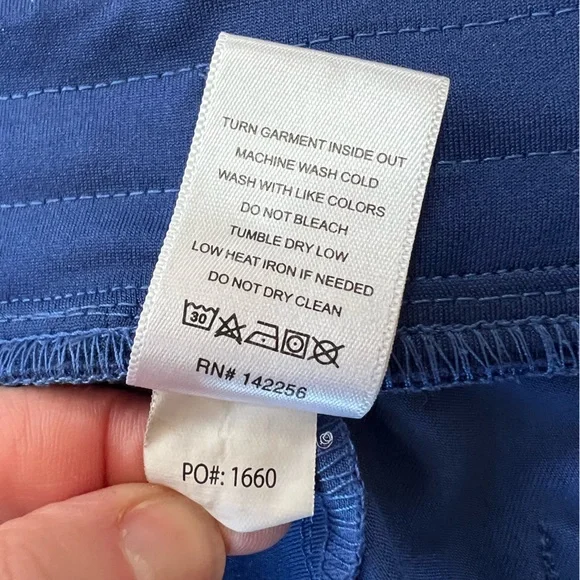 TURN GARMENT INSIDE OUT
MACHINE WASH COLD
WASH WITH LIKE COLORS
DO NOT BLEACH
TUMBLE DRY LOW
LOW HEAT IRON IF NEEDED
DO NOT DRY CLEAN
30
RN# 142256
PO#: 1660